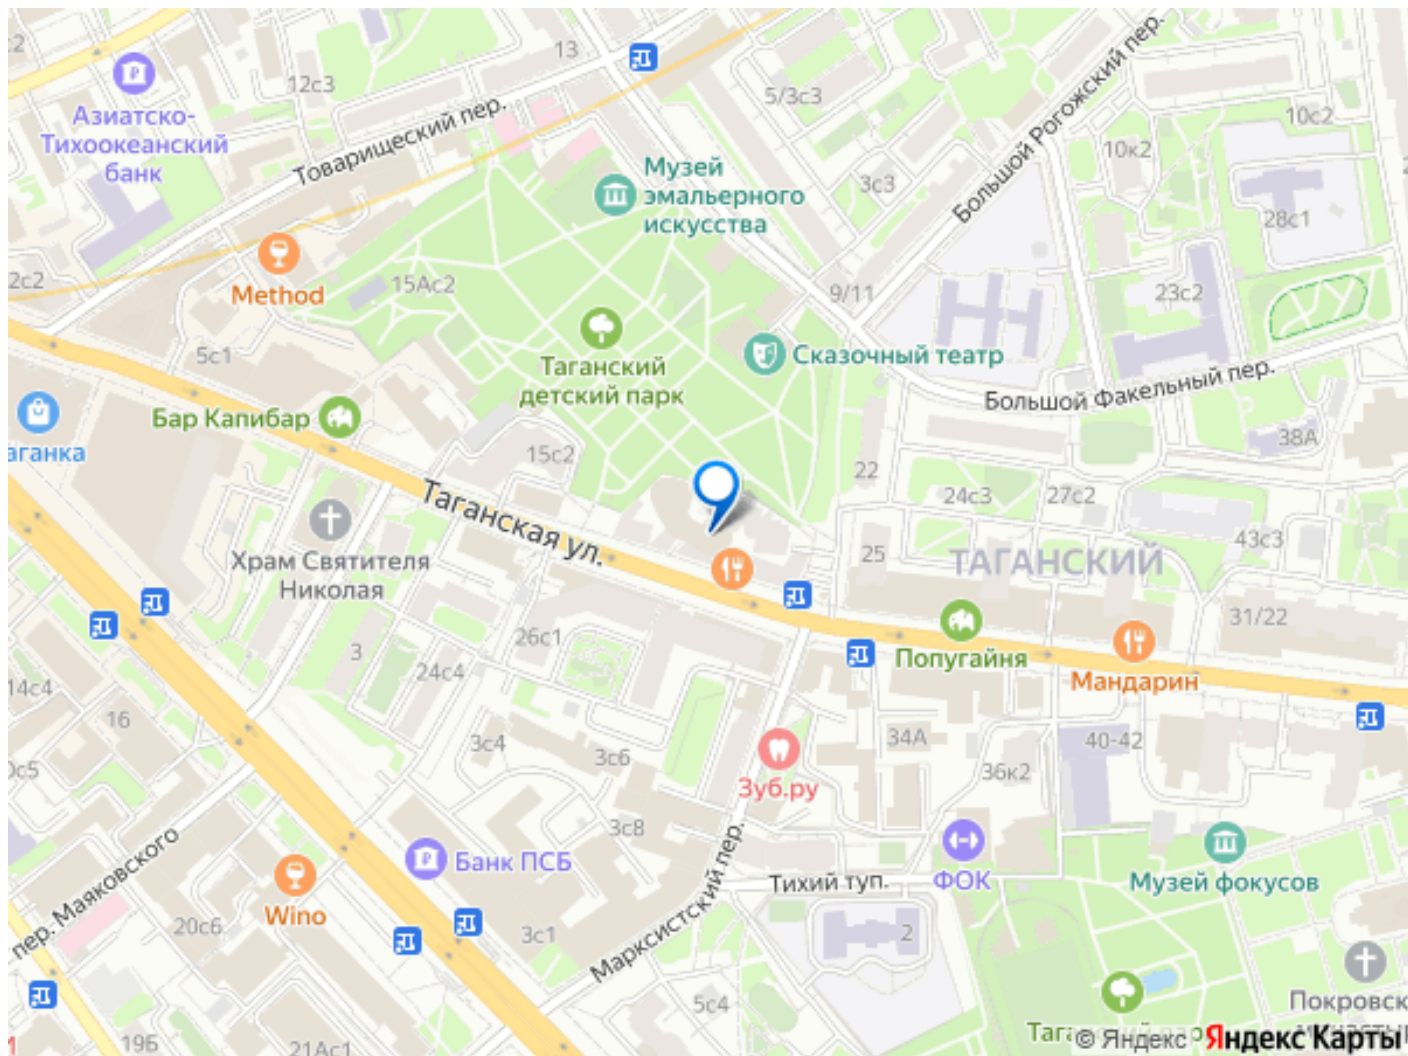 2
13
12с3
5/3с3
Большой Рогожский пер.
10с2
Азиатско-
Тихоокеанский
банк
Товарищеский пер.
Музей
эмальерного
искусства
3с3
10к2
28с1
2с2
Method
15Ас2
9/11
23с2
5с1
Таганский
детский парк
Сказочный театр
Большой Факельный пер.
Бар Капибар
аганка
15с2
22
38А
24с3
27с2
Таганская ул.
Храм Святителя
Николая
25
ТАГАНСКИЙ
43с3
26с1
31/22
3
24с4
Попугайня
Мандарин
14с4
16
3с4
3с6
34А
40-42
36к2
0с5
Зуб.ру
3с8
пер. Маяковского
Банк ПСБ
Марксистский пер.
Тихий туп.
ФОК
Музей фокусов
Wino
20с6
3с1
2
5с4
Покровск
19Б
21Ас1
© Яндекс Яндекс Карты